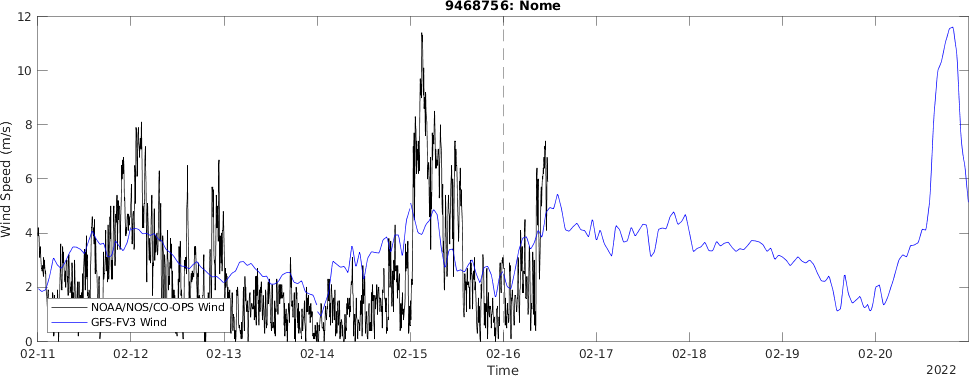 9468756: Nome
Wind Speed (m/s)
12
10
8
6
4
2
0
NOAA/NOS/CO-OPS Wind
GFS-FV3 Wind
02-11 02-12 02-13 02-14 02-15 02-16 02-17 02-18 02-19 02-20
Time
2022